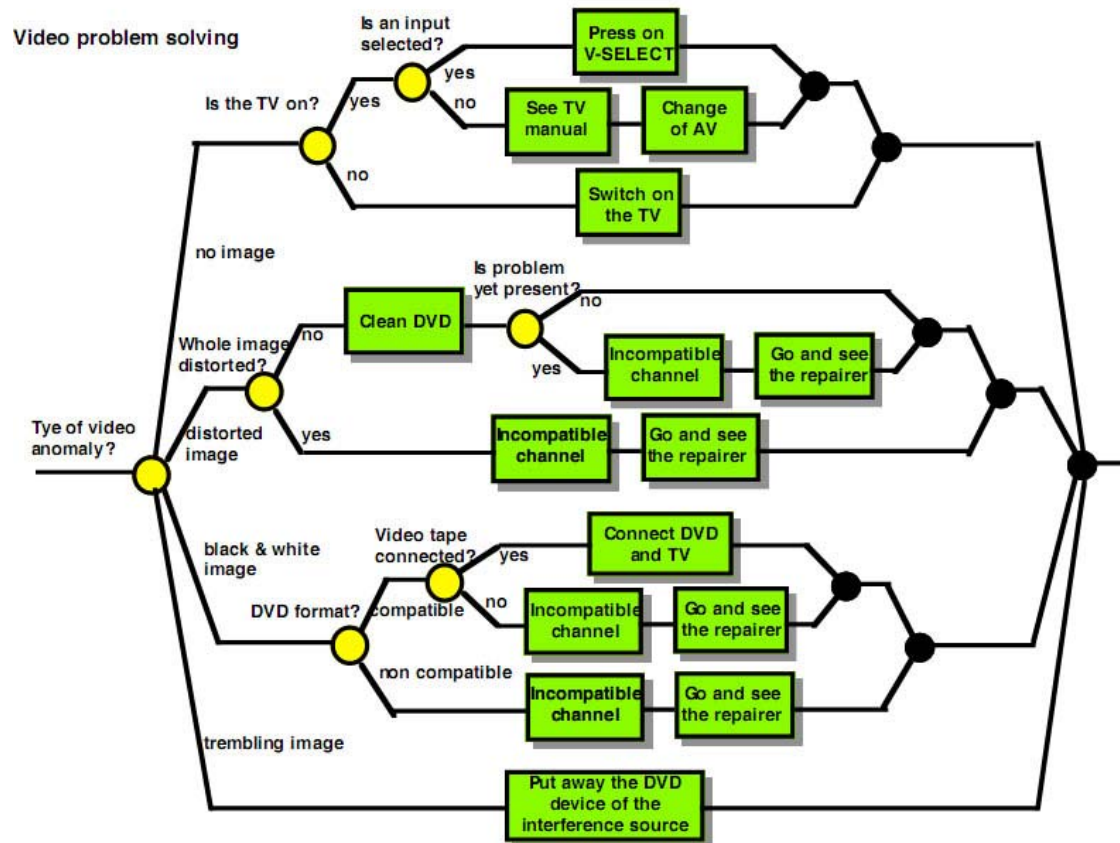 Video problem solving
Is an input
selected?
Press on
V-SELECT
yes
no
See TV
manual
Change
of AV
Is the TV on?
yes
no
Switch on
the TV
no image
Is problem
yet present?
no
Clean DVD
no
Whole image
distorted?
yes
Incompatible
channel
Go and see
the repairer
Tye of video
anomaly?
distorted
image
yes
Incompatible
channel
Go and see
the repairer
black & white
image
Video tape
connected?
yes
Connect DVD
and TV
DVD format?
compatible
no
Incompatible
channel
Go and see
the repairer
non compatible
Incompatible
channel
Go and see
the repairer
trembling image
Put away the DVD
device of the
interference source